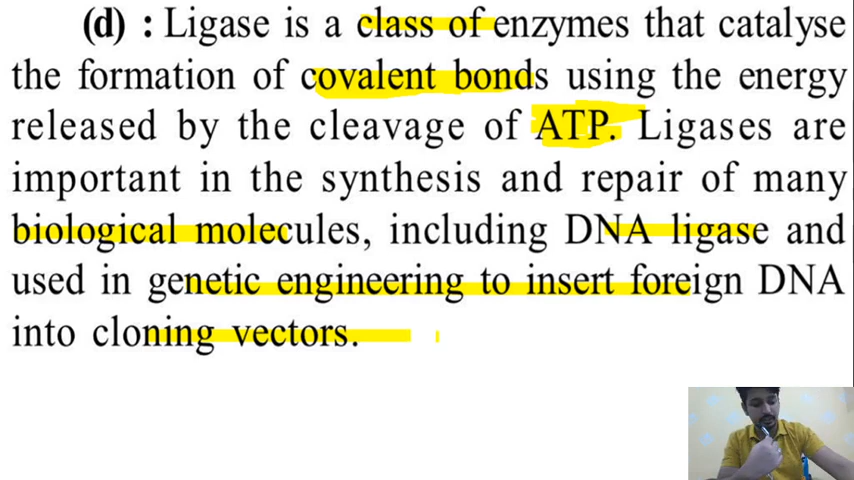 (d) : Ligase is a class of enzymes that catalyse
the formation of covalent bonds using the energy
released by the cleavage of ATP. Ligases are
important in the synthesis and repair of many
biological molecules, including DNA ligase and
used in genetic engineering to insert foreign DNA
into cloning vectors.